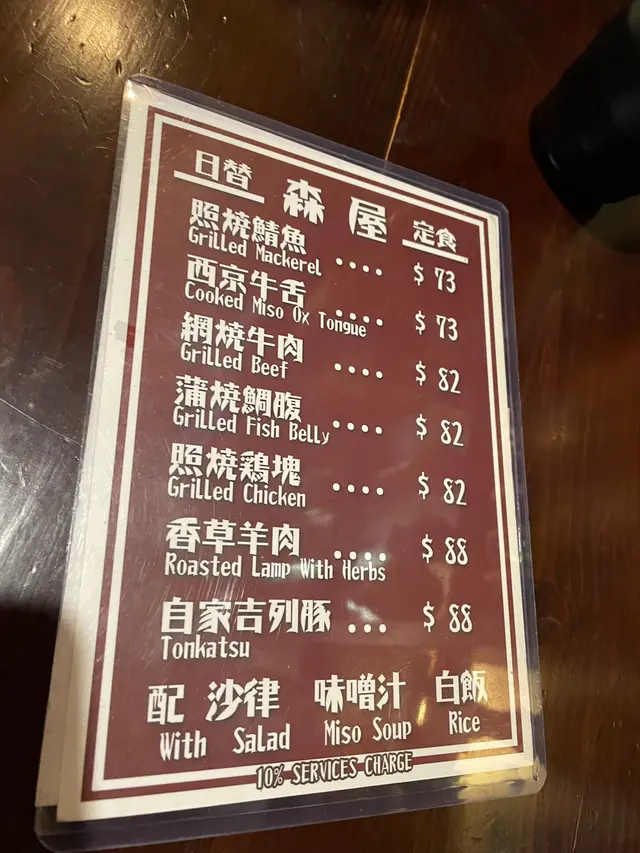 日替 森屋 定食
照燒鯖魚 .... $ 73
Grilled Mackerel
西京牛舌 .... $ 73
Cooked Miso Ox Tongue
網燒牛肉 .... $ 82
Grilled Beef
蒲燒鯛腹 .... $ 82
Grilled Fish Belly
照燒鶏塊 .... $ 82
Grilled Chicken
香草羊肉 .... $ 88
Roasted Lamp With Herbs
自家吉列豚 ... $ 88
Tonkatsu
配 沙律 味噌汁 白飯
With Salad Miso Soup Rice
10% SERVICES CHARGE